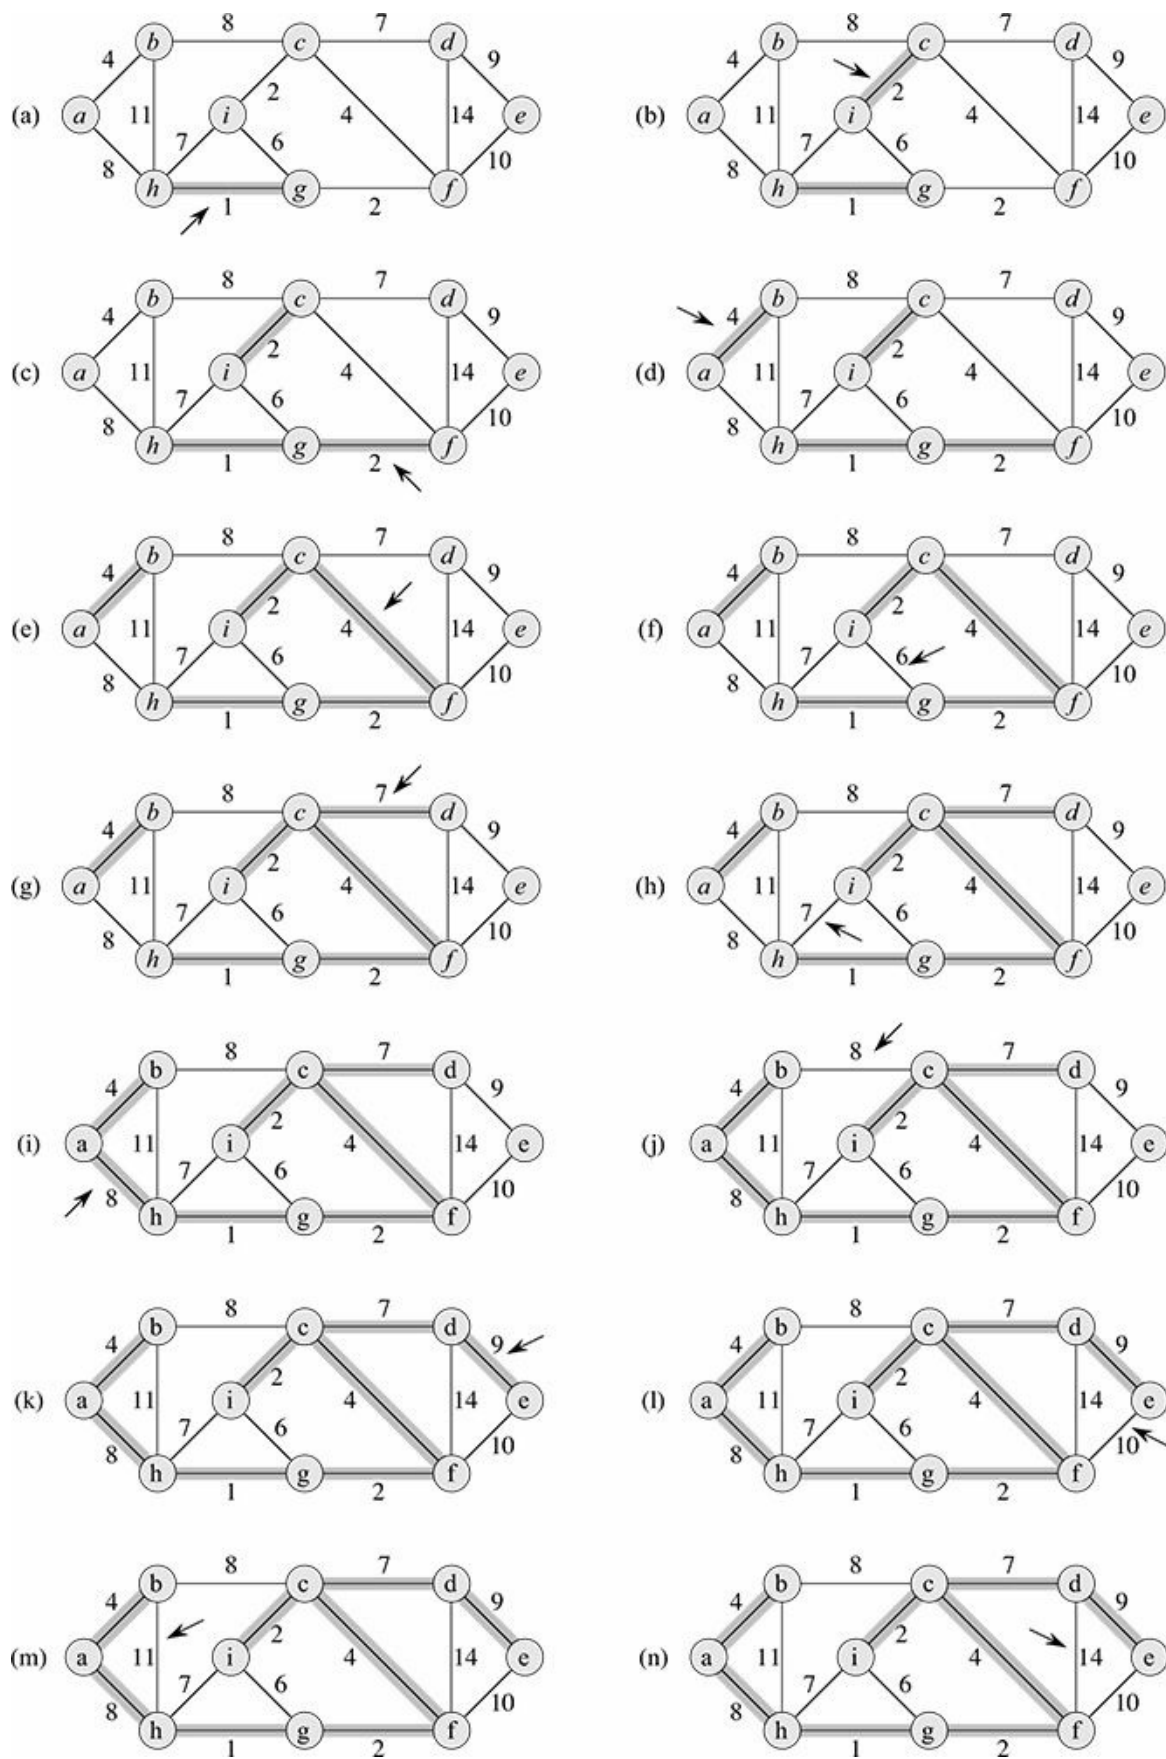 8 7
b c d
4 9
2
(a) a 11 i 4 14 e
7 6
8 10
h g f
1 2
8 7
b c d
4 9
2
(b) a 11 i 4 14 e
7 6
8 10
h g f
1 2
8 7
b c d
4 9
2
(c) a 11 i 4 14 e
7 6
8 10
h g f
1 2
8 7
b c d
4 9
2
(d) a 11 i 4 14 e
7 6
8 10
h g f
1 2
8 7
b c d
4 9
2
(e) a 11 i 4 14 e
7 6
8 10
h g f
1 2
8 7
b c d
4 9
2
(f) a 11 i 4 14 e
7 6
8 10
h g f
1 2
8 7
b c d
4 9
2
(g) a 11 i 4 14 e
7 6
8 10
h g f
1 2
8 7
b c d
4 9
2
(h) a 11 i 4 14 e
7 6
8 10
h g f
1 2
8 7
b c d
4 9
2
(i) a 11 i 4 14 e
7 6
8 10
h g f
1 2
8 7
b c d
4 9
2
(j) a 11 i 4 14 e
7 6
8 10
h g f
1 2
8 7
b c d
4 9
2
(k) a 11 i 4 14 e
7 6
8 10
h g f
1 2
8 7
b c d
4 9
2
(l) a 11 i 4 14 e
7 6
8 10
h g f
1 2
8 7
b c d
4 9
2
(m) a 11 i 4 14 e
7 6
8 10
h g f
1 2
8 7
b c d
4 9
2
(n) a 11 i 4 14 e
7 6
8 10
h g f
1 2